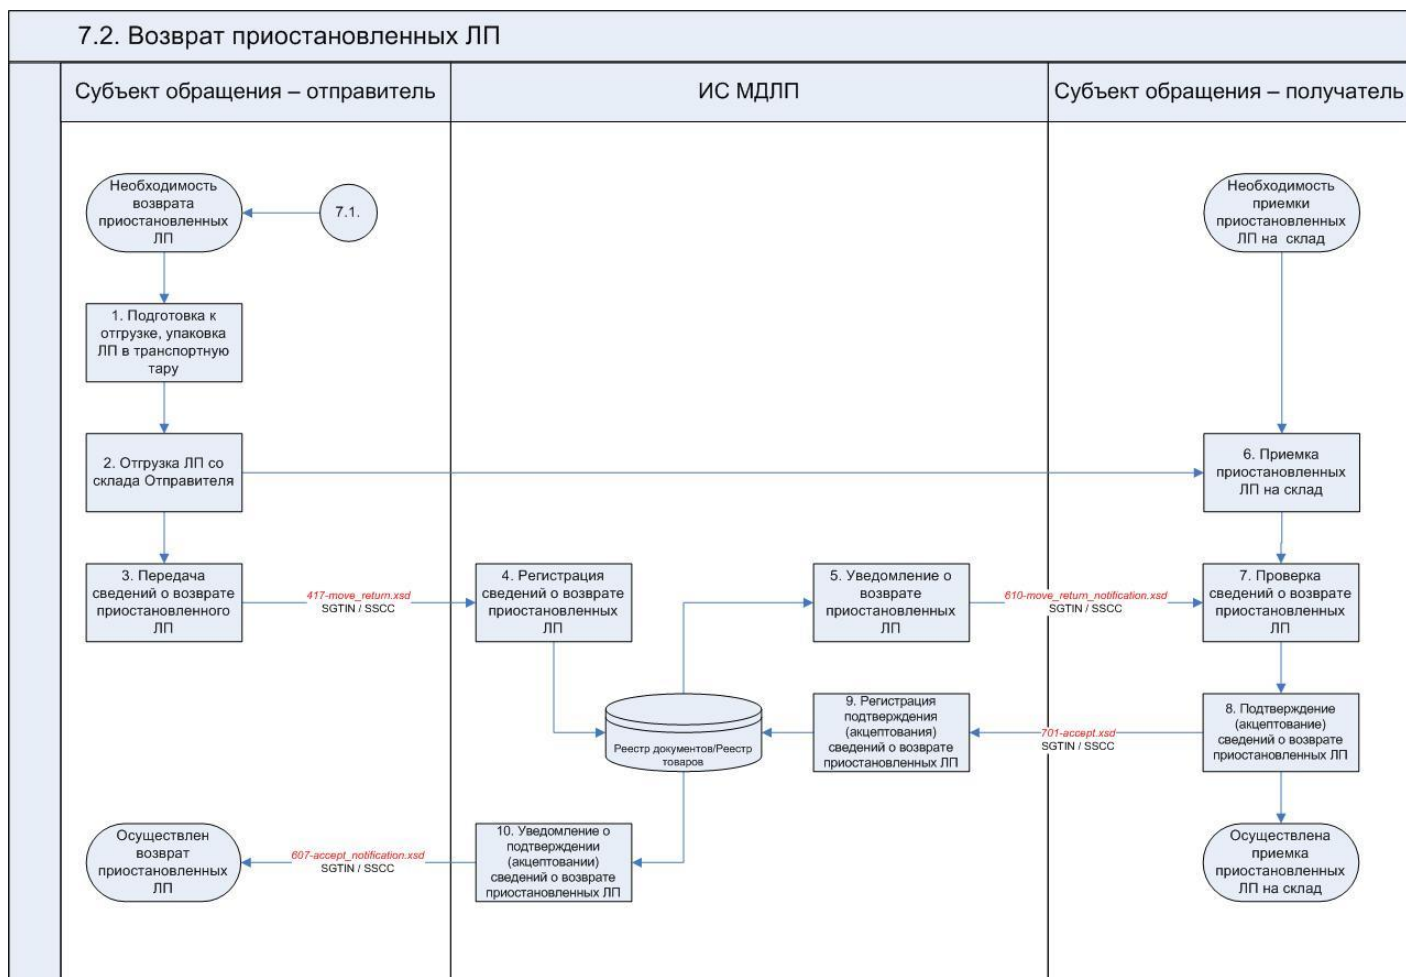 7.2. Возврат приостановленных ЛП
Субъект обращения – отправитель
ИС МДЛП
Субъект обращения – получатель
Необходимость
возврата
приостановленных
ЛП
7.1.
Необходимость
приемки
приостановленных
ЛП на склад
1. Подготовка к
отгрузке, упаковка
ЛП в транспортную
тару
2. Отгрузка ЛП со
склада Отправителя
6. Приемка
приостановленных
ЛП на склад
3. Передача
сведений о возврате
приостановленного
ЛП
417-move_return.xsd
SGTIN / SSCC
4. Регистрация
сведений о возврате
приостановленных
ЛП
5. Уведомление о
возврате
приостановленных
ЛП
610-move_return_notification.xsd
SGTIN / SSCC
7. Проверка
сведений о возврате
приостановленных
ЛП
Реестр документов/Реестр
товаров
9. Регистрация
подтверждения
(акцептования)
сведений о возврате
приостановленных ЛП
701-accept.xsd
SGTIN / SSCC
8. Подтверждение
(акцептование)
сведений о возврате
приостановленных ЛП
Осуществлен
возврат
приостановленных
ЛП
607-accept_notification.xsd
SGTIN / SSCC
10. Уведомление о
подтверждении
(акцептовании)
сведений о возврате
приостановленных ЛП
Осуществлена
приемка
приостановленных
ЛП на склад